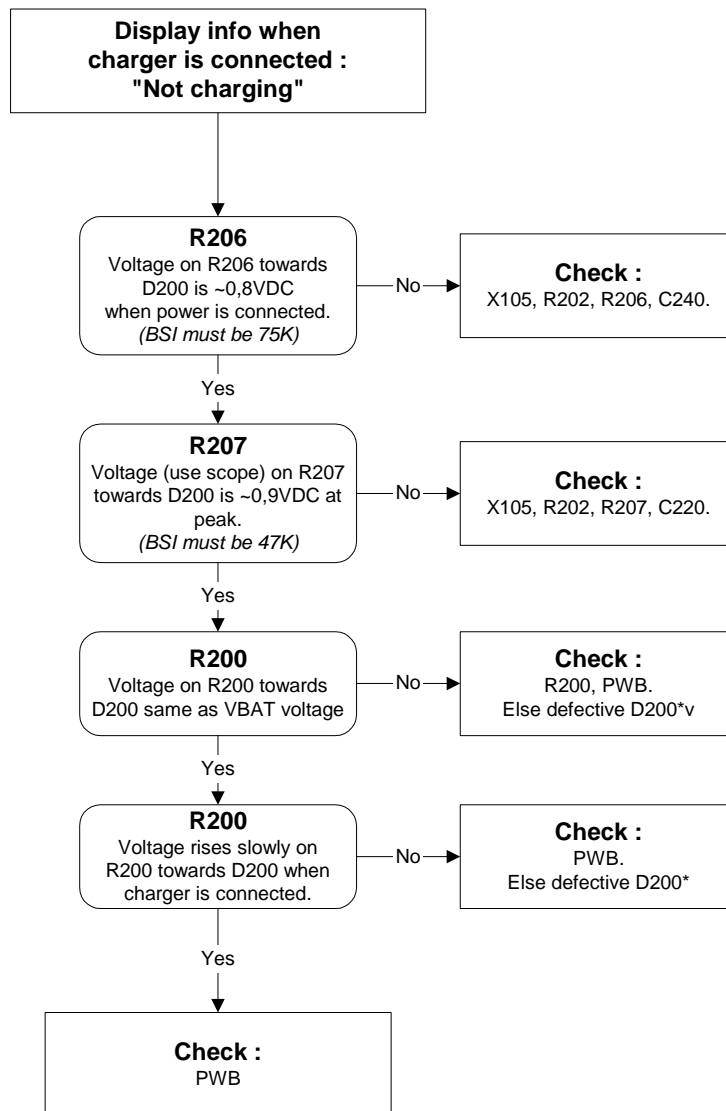 Display info when
charger is connected :
"Not charging"
R206
Voltage on R206 towards
D200 is ~0,8VDC
when power is connected.
(BSI must be 75K)
No
Check :
X105, R202, R206, C240.
Yes
R207
Voltage (use scope) on R207
towards D200 is ~0,9VDC at
peak.
(BSI must be 47K)
No
Check :
X105, R202, R207, C220.
Yes
R200
Voltage on R200 towards
D200 same as VBAT voltage
No
Check :
R200, PWB.
Else defective D200*v
Yes
R200
Voltage rises slowly on
R200 towards D200 when
charger is connected.
No
Check :
PWB.
Else defective D200*
Yes
Check :
PWB